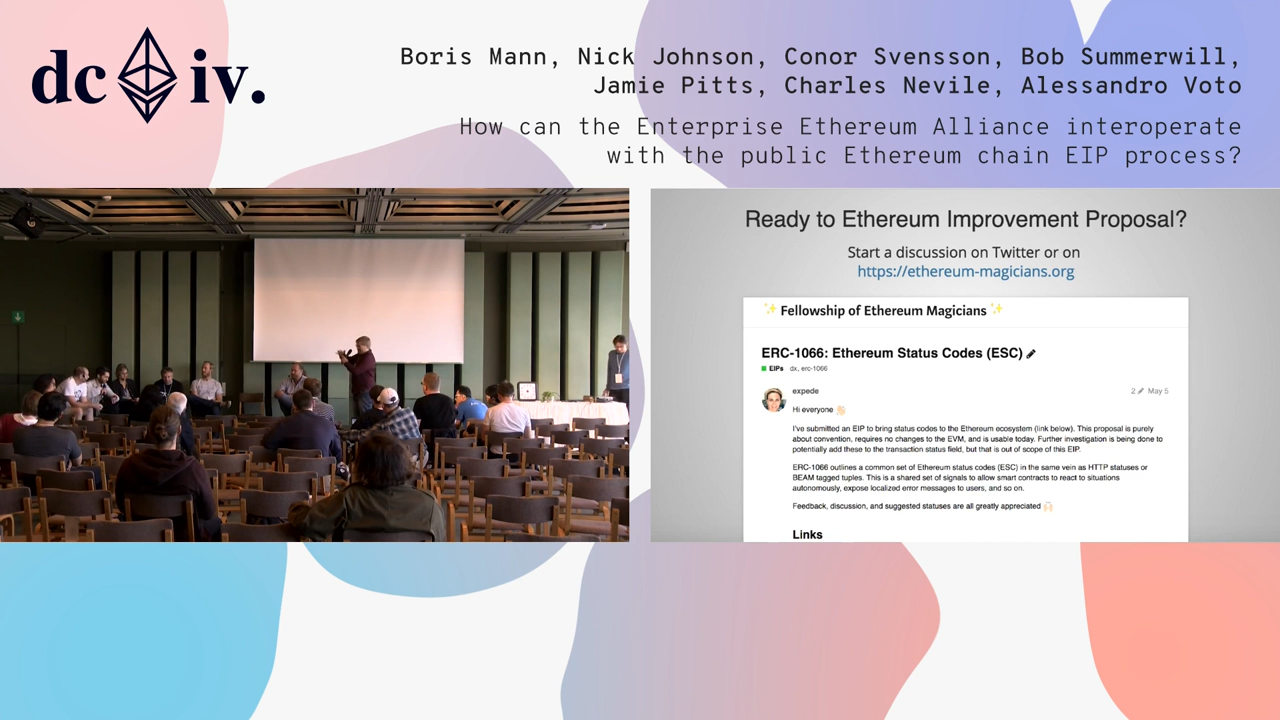 dc iv.
Boris Mann, Nick Johnson, Conor Svensson, Bob Summerwill,
Jamie Pitts, Charles Nevile, Alessandro Voto
How can the Enterprise Ethereum Alliance interoperate
with the public Ethereum chain EIP process?
Ready to Ethereum Improvement Proposal?
Start a discussion on Twitter or on
https://ethereum-magicians.org
✨ Fellowship of Ethereum Magicians ✨
ERC-1066: Ethereum Status Codes (ESC)
EIPs dx, erc-1066
expede 2 May 5
Hi everyone 👋🏻
I've submitted an EIP to bring status codes to the Ethereum ecosystem (link below). This proposal is purely
about convention, requires no changes to the EVM, and is usable today. Further investigation is being done to
potentially add these to the transaction status field, but that is out of scope of this EIP.
ERC-1066 outlines a common set of Ethereum status codes (ESC) in the same vein as HTTP statuses or
BEAM tagged tuples. This is a shared set of signals to allow smart contracts to react to situations
autonomously, expose localized error messages to users, and so on.
Feedback, discussion, and suggested statuses are all greatly appreciated 🙌🏻
Links